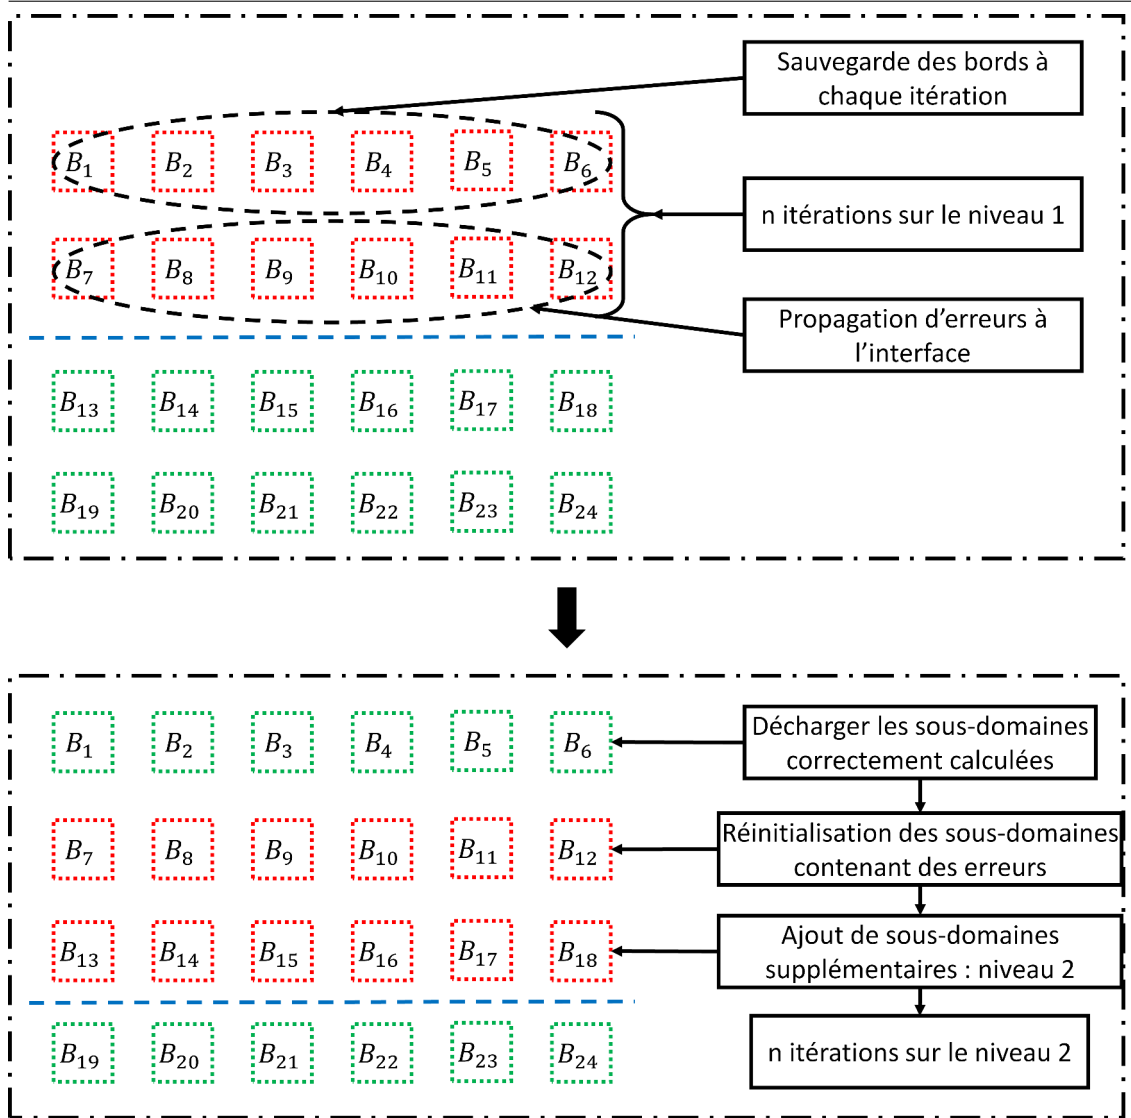 Sauvegarde des bords à
chaque itération
B₁ B₂ B₃ B₄ B₅ B₆
n itérations sur le niveau 1
B₇ B₈ B₉ B₁₀ B₁₁ B₁₂
Propagation d’erreurs à
l’interface
B₁₃ B₁₄ B₁₅ B₁₆ B₁₇ B₁₈
B₁₉ B₂₀ B₂₁ B₂₂ B₂₃ B₂₄
B₁ B₂ B₃ B₄ B₅ B₆
Décharger les sous-domaines
correctement calculées
B₇ B₈ B₉ B₁₀ B₁₁ B₁₂
Réinitialisation des sous-domaines
contenant des erreurs
B₁₃ B₁₄ B₁₅ B₁₆ B₁₇ B₁₈
Ajout de sous-domaines
supplémentaires : niveau 2
B₁₉ B₂₀ B₂₁ B₂₂ B₂₃ B₂₄
n itérations sur le niveau 2